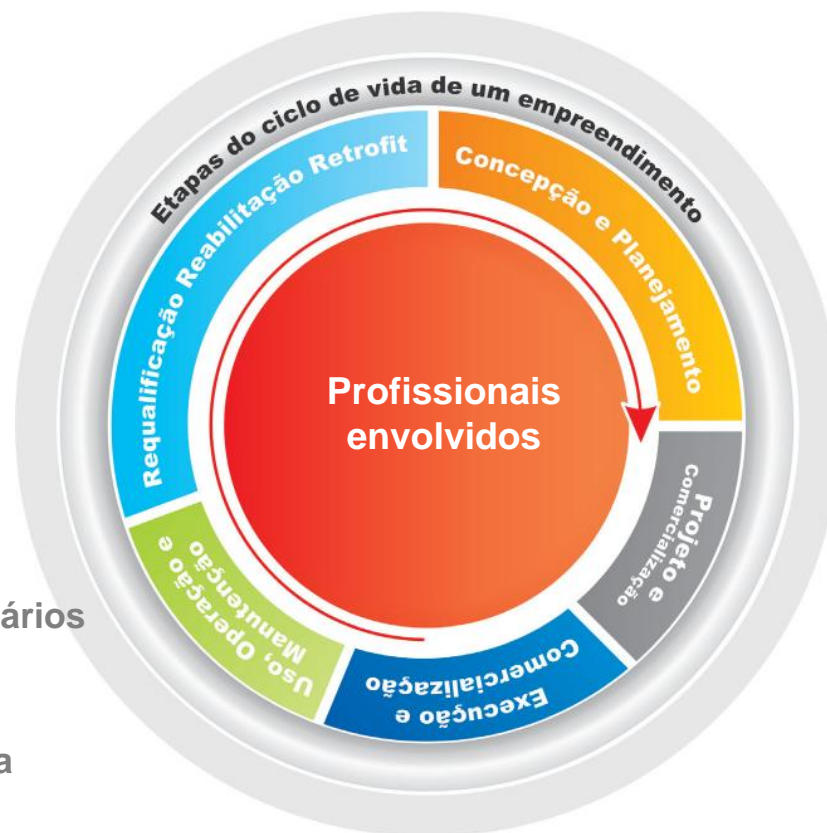 Etapas do ciclo de vida de um empreendimento
Concepção e Planejamento
Projeto e
Comercialização
Execução e
Comercialização
Uso, Operação e
Manutenção
Requalificação Reabilitação Retrofit
Profissionais
envolvidos
ários
a